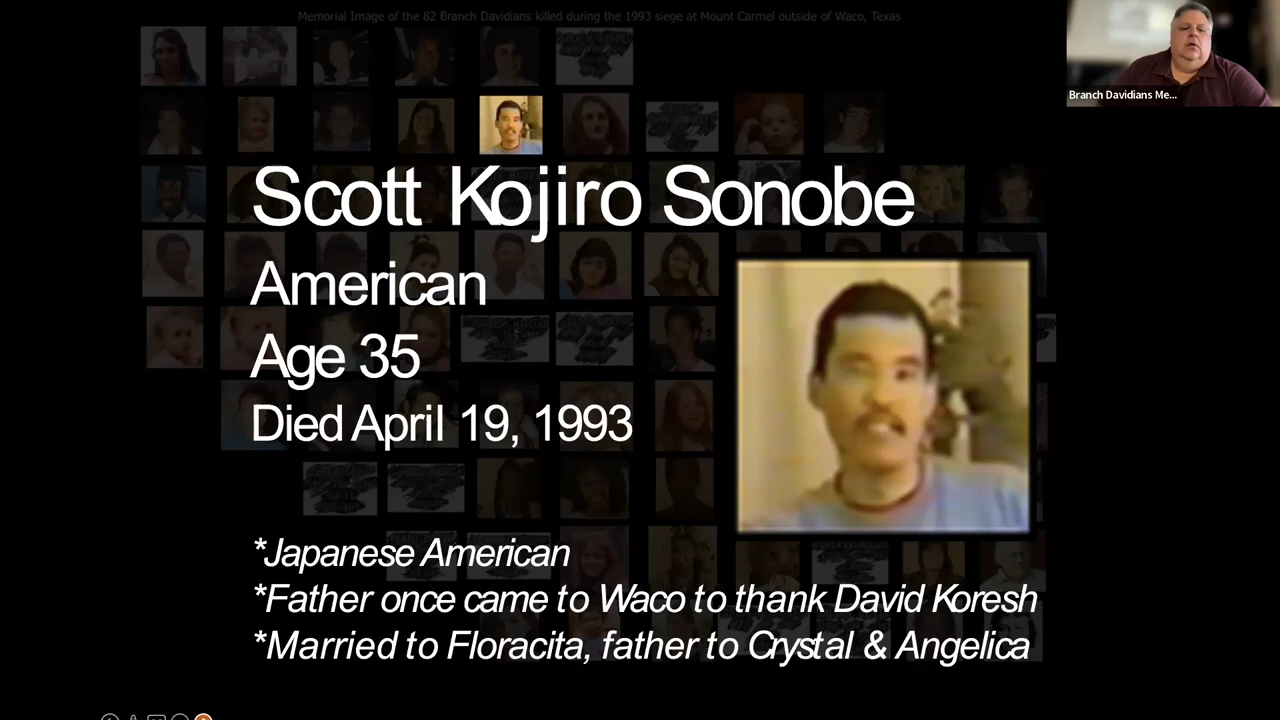 Memorial Image of the 82 Branch Davidians killed during the 1993 siege at Mount Carmel outside of Waco, Texas
Branch Davidians Me...
Scott Kojiro Sonobe
American
Age 35
Died April 19, 1993
*Japanese American
*Father once came to Waco to thank David Koresh
*Married to Floracita, father to Crystal & Angelica